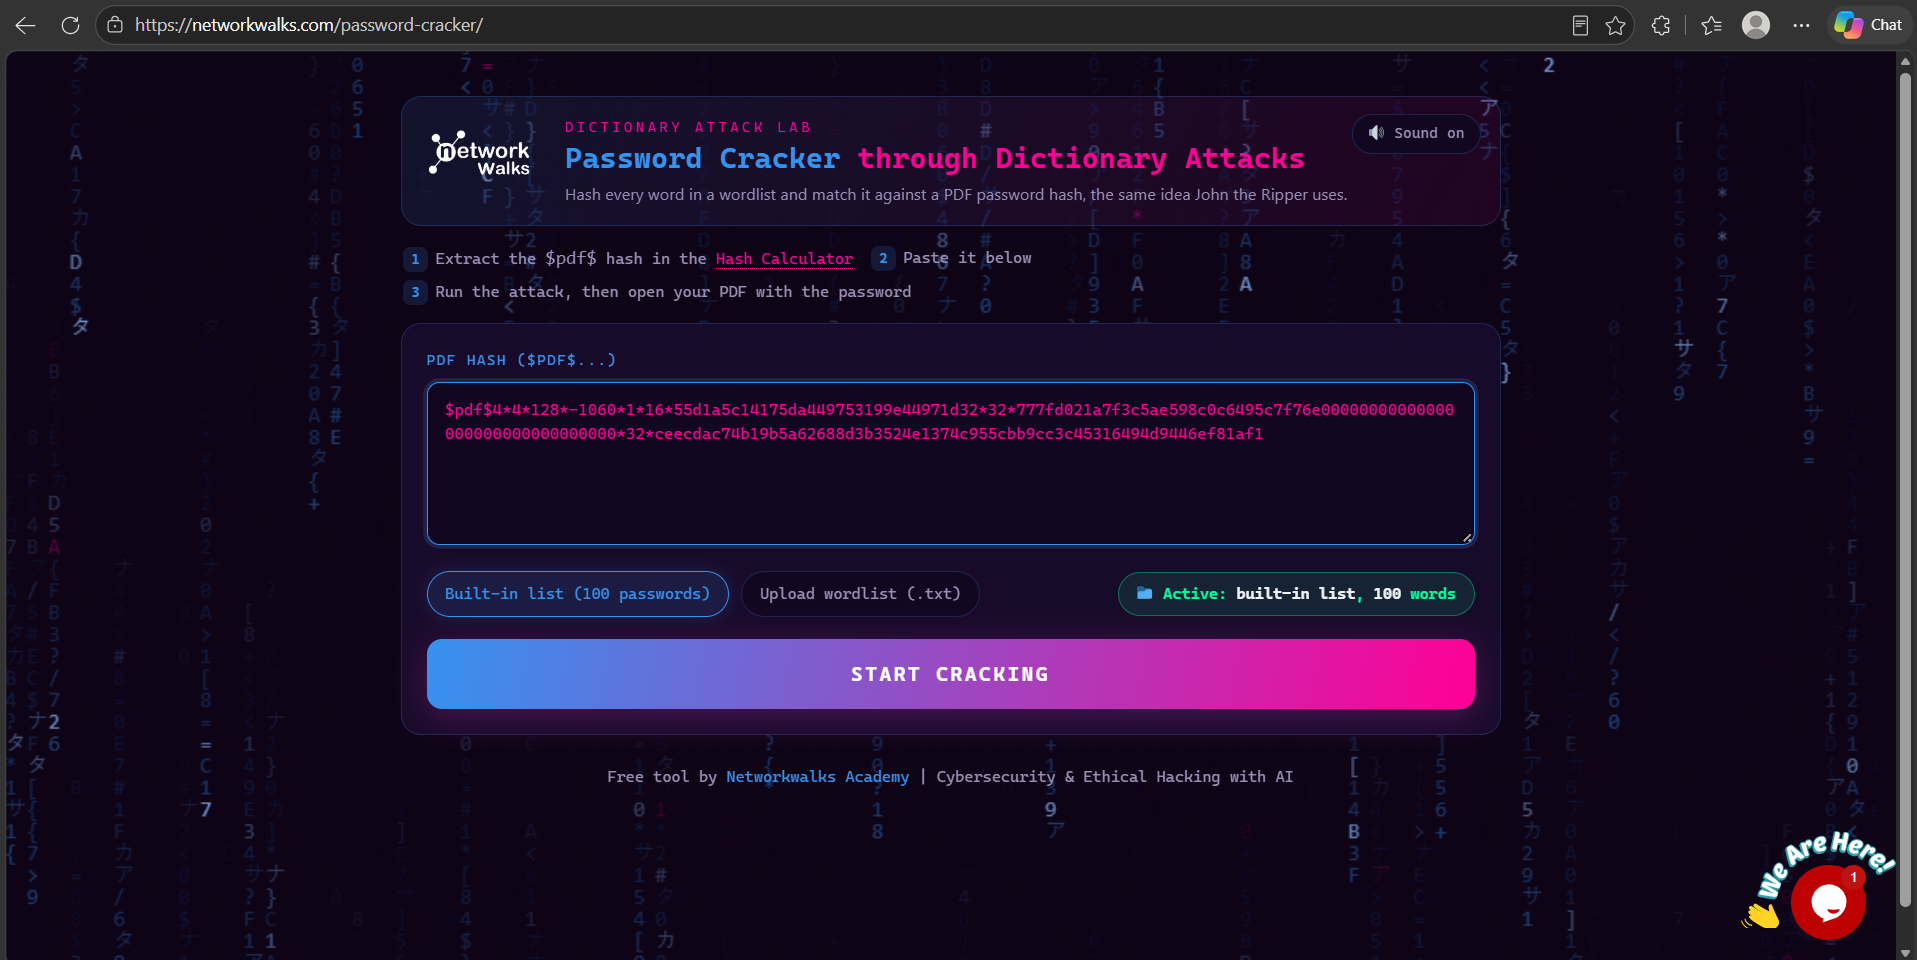 https://networkwalks.com/password-cracker/
Chat
network
Walks
DICTIONARY ATTACK LAB
Password Cracker through Dictionary Attacks
Hash every word in a wordlist and match it against a PDF password hash, the same idea John the Ripper uses.
Sound on
1 Extract the $pdf$ hash in the Hash Calculator 2 Paste it below
3 Run the attack, then open your PDF with the password
PDF HASH ($PDF$...)
$pdf$4*4*128*-1060*1*16*55d1a5c14175da449753199e44971d32*32*777fd021a7f3c5ae598c0c6495c7f76e00000000000000
000000000000000000*32*ceecdac74b19b5a62688d3b3524e1374c955cbb9cc3c45316494d9446ef81af1
Built-in list (100 passwords)
Upload wordlist (.txt)
Active: built-in list, 100 words
START CRACKING
Free tool by Networkwalks Academy | Cybersecurity & Ethical Hacking with AI
We Are Here!
1